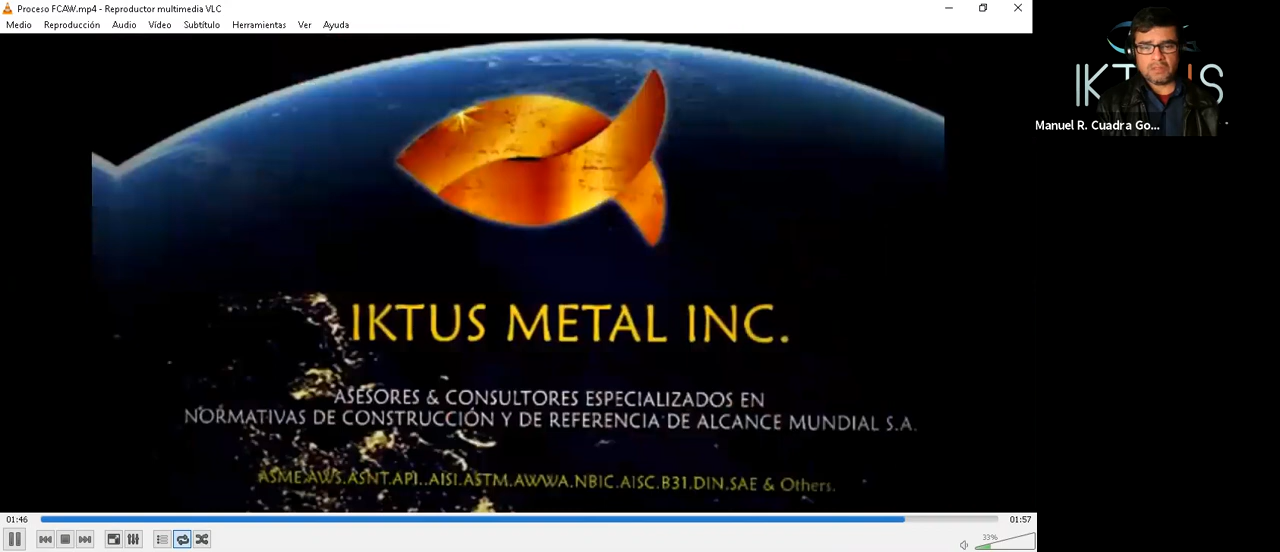 Proceso FCAW.mp4 - Reproductor multimedia VLC
Medio Reproducción Audio Vídeo Subtítulo Herramientas Ver Ayuda
IKTUS METAL INC.
ASESORES & CONSULTORES ESPECIALIZADOS EN
NORMATIVAS DE CONSTRUCCIÓN Y DE REFERENCIA DE ALCANCE MUNDIAL S.A.
ASME.AWS.ASNT.API..AISI.ASTM.AWWA.NBIC.AISC.B31.DIN.SAE & Others.
01:46
01:57
33%
Manuel R. Cuadra Go...